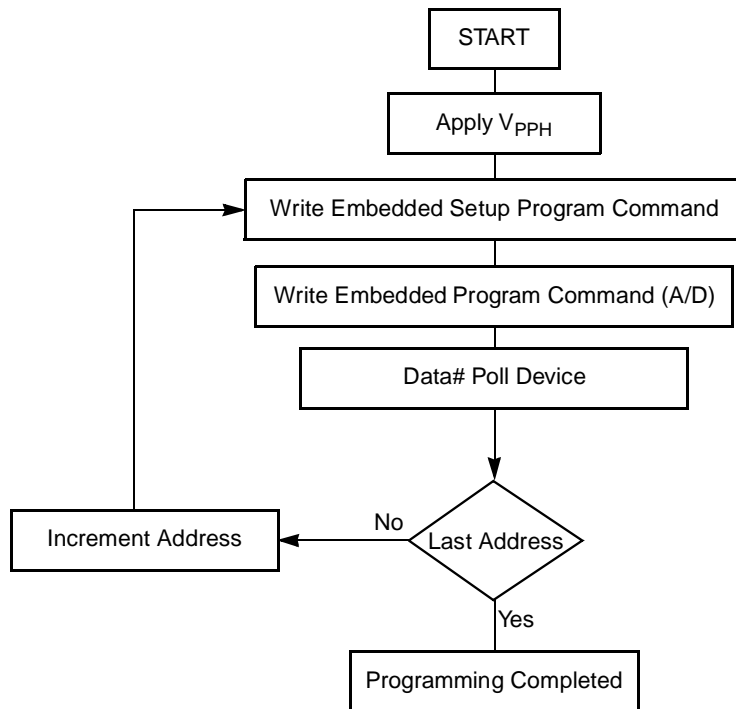 START
Apply VPPH
Write Embedded Setup Program Command
Write Embedded Program Command (A/D)
Data# Poll Device
Last Address
No
Increment Address
Yes
Programming Completed